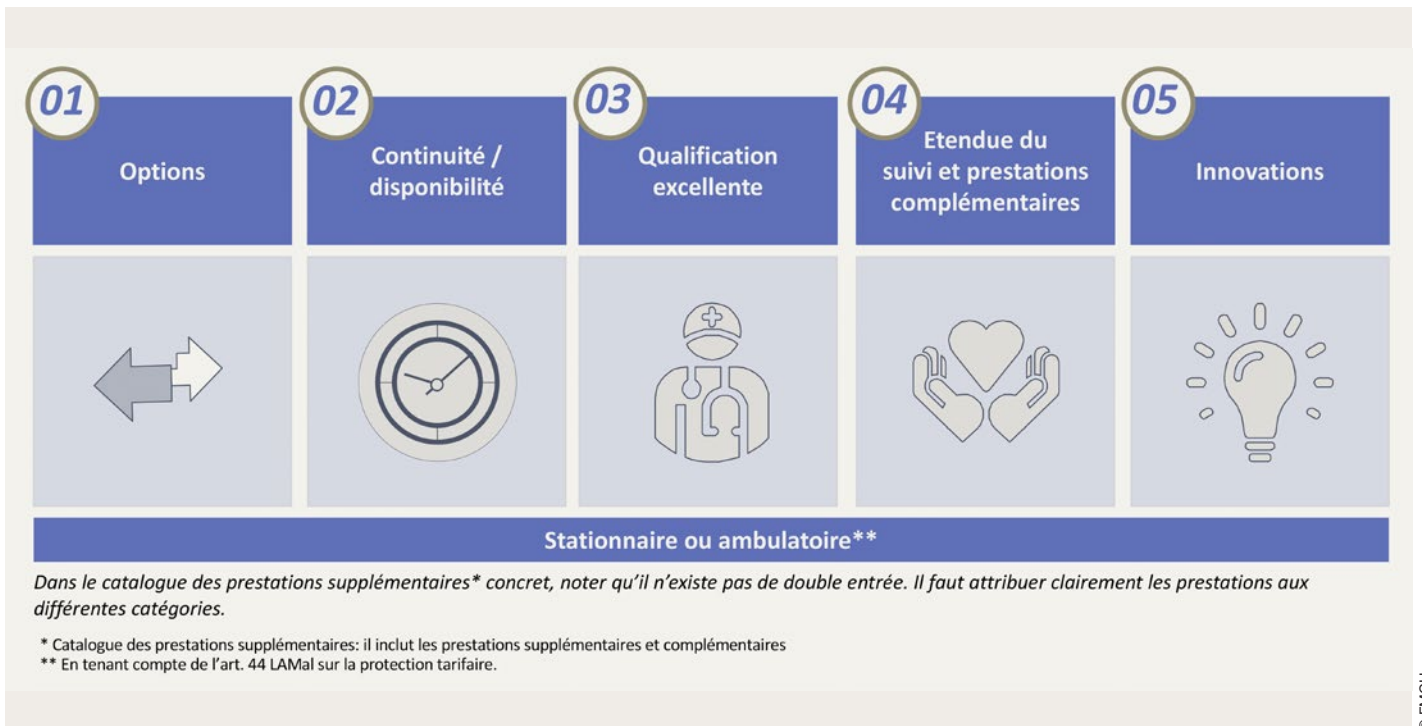 01
Options
02
Continuité /
disponibilité
03
Qualification
excellente
04
Etendue du
suivi et prestations
complémentaires
05
Innovations
Stationnaire ou ambulatoire**
Dans le catalogue des prestations supplémentaires* concret, noter qu'il n'existe pas de double entrée. Il faut attribuer clairement les prestations aux
différentes catégories.
* Catalogue des prestations supplémentaires: il inclut les prestations supplémentaires et complémentaires
** En tenant compte de l'art. 44 LAMal sur la protection tarifaire.